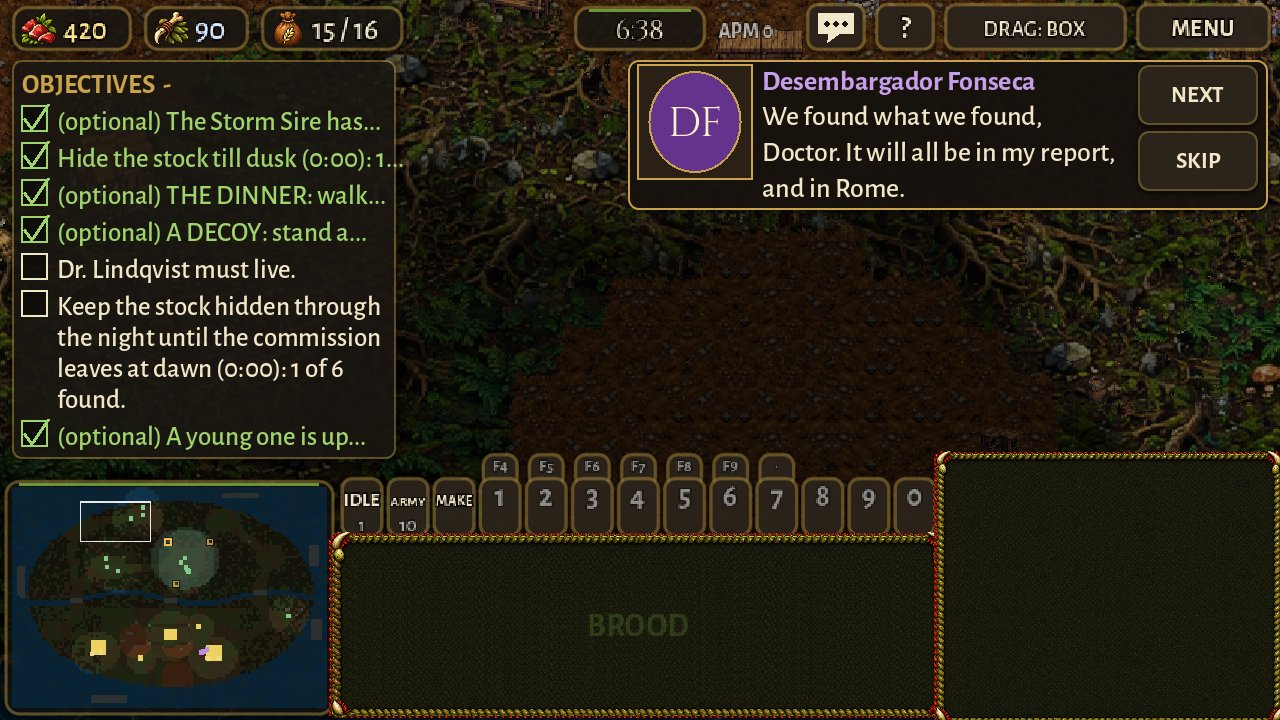 420
90
15/16
6:38
APM 0
?
DRAG: BOX
MENU
OBJECTIVES -
(optional) The Storm Sire has...
Hide the stock till dusk (0:00): 1...
(optional) THE DINNER: walk...
(optional) A DECOY: stand a...
Dr. Lindqvist must live.
Keep the stock hidden through
the night until the commission
leaves at dawn (0:00): 1 of 6
found.
(optional) A young one is up...
DF
Desembargador Fonseca
We found what we found,
Doctor. It will all be in my report,
and in Rome.
NEXT
SKIP
F4 F5 F6 F7 F8 F9 .
IDLE 1
ARMY 10
MAKE
1 2 3 4 5 6 7 8 9 0
BROOD